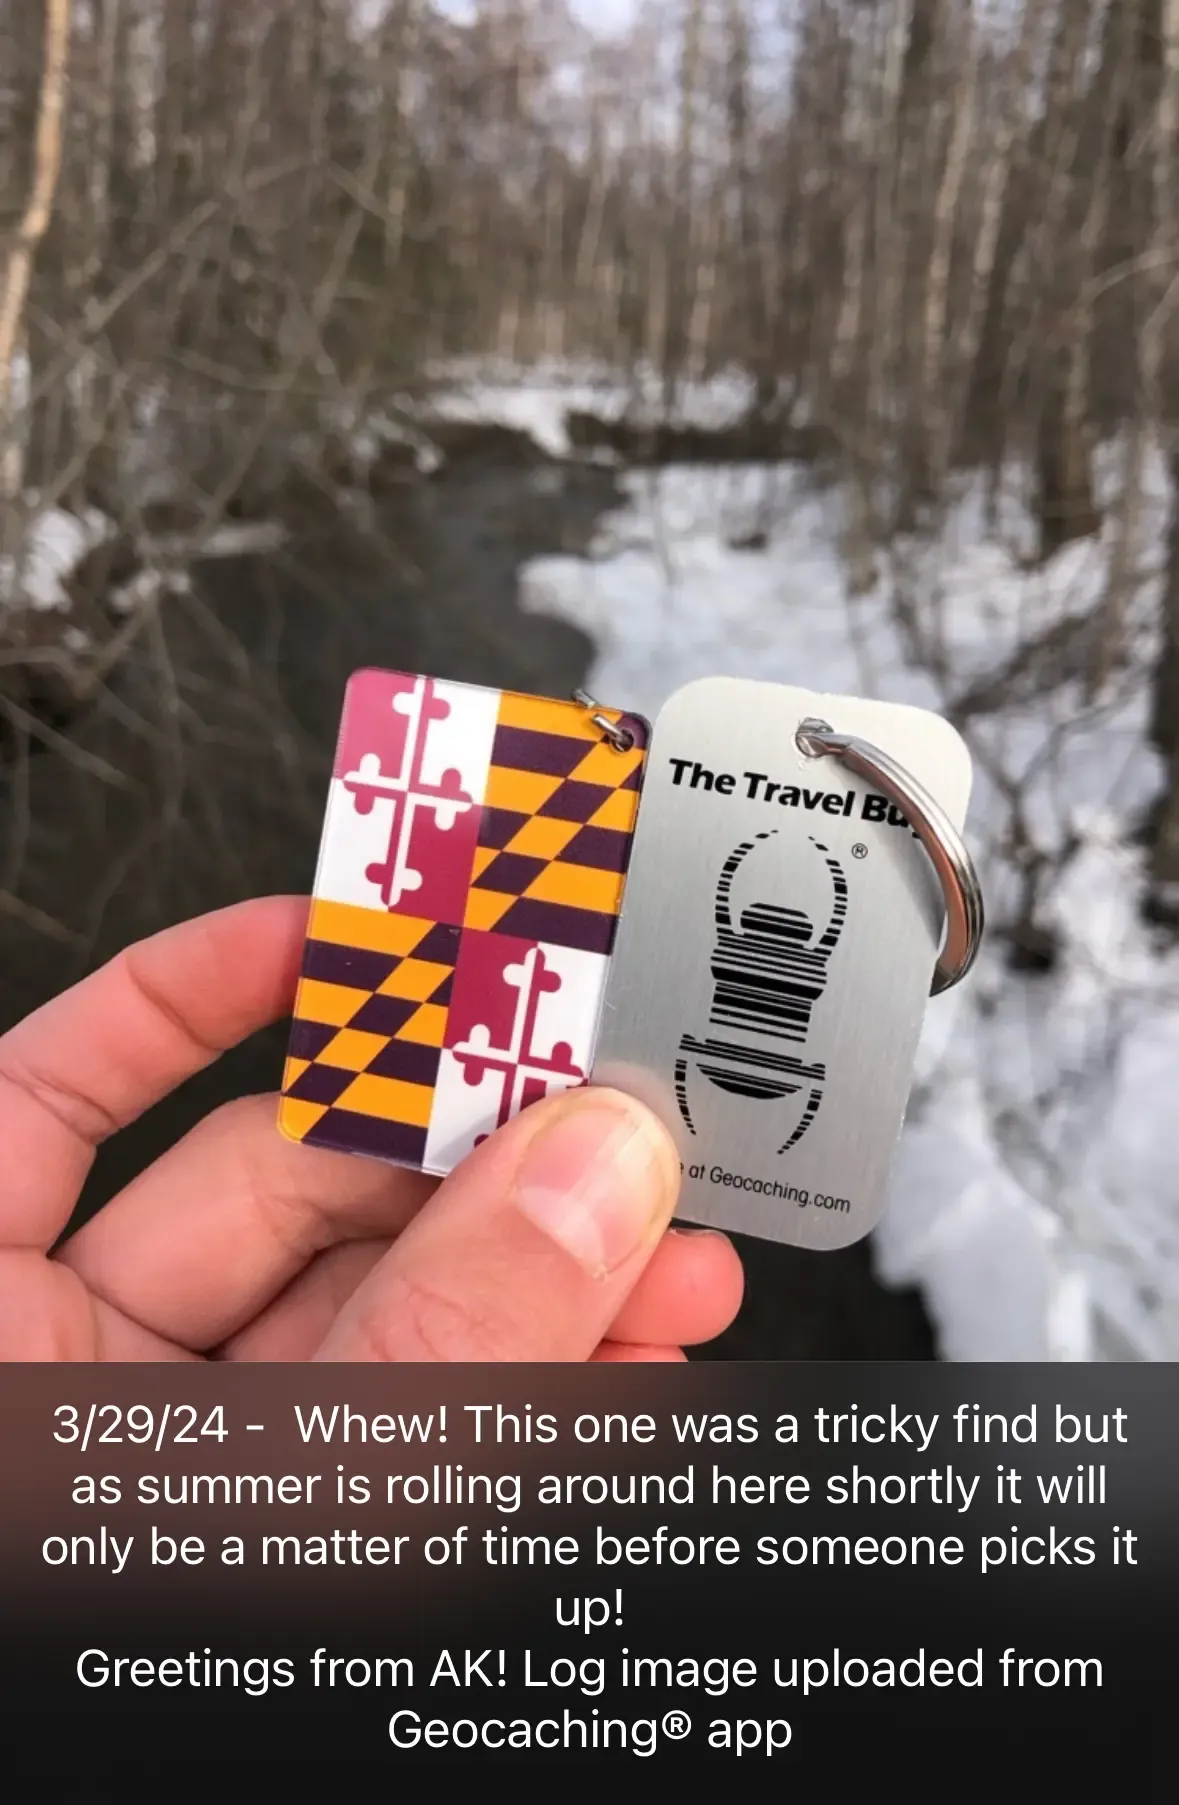 The Travel
®
at Geocaching.com
3/29/24 -  Whew! This one was a tricky find but
as summer is rolling around here shortly it will
only be a matter of time before someone picks it
up!
Greetings from AK! Log image uploaded from
Geocaching® app